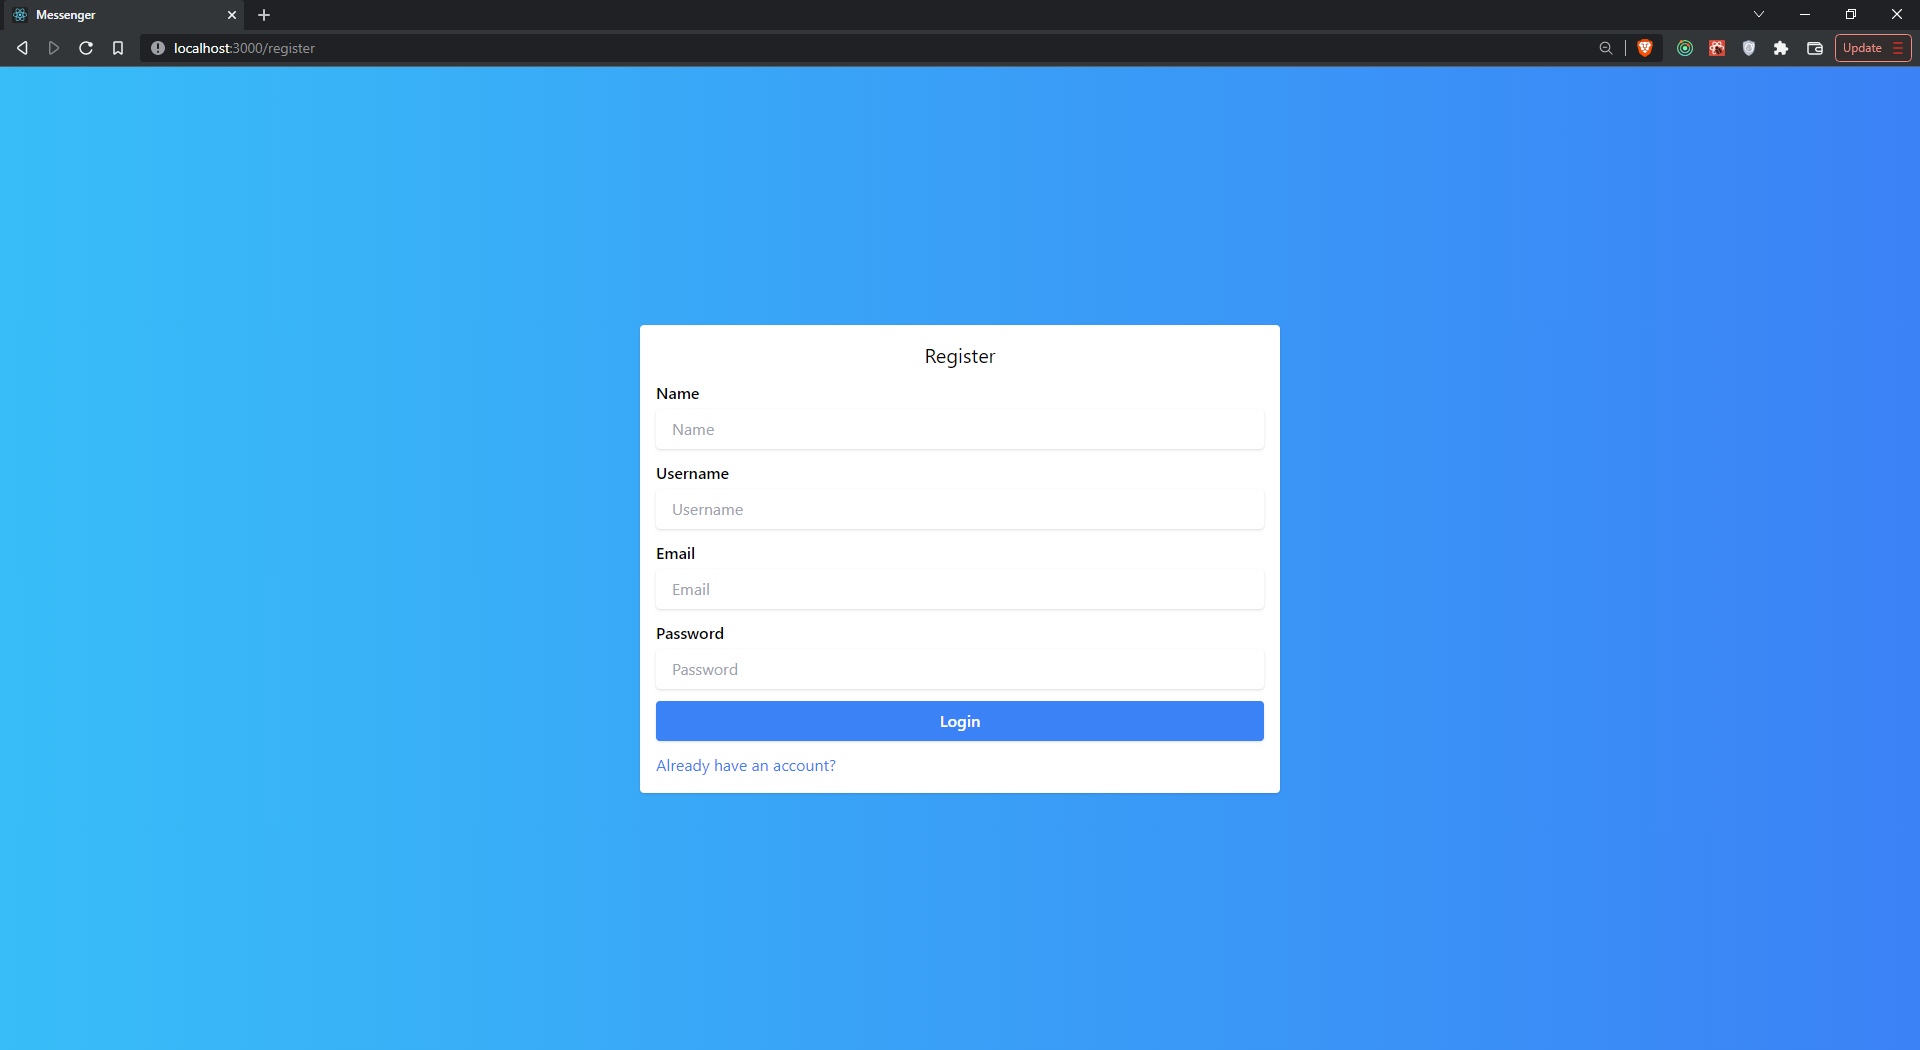 Messenger
localhost:3000/register
Update
Register
Name
Name
Username
Username
Email
Email
Password
Password
Login
Already have an account?